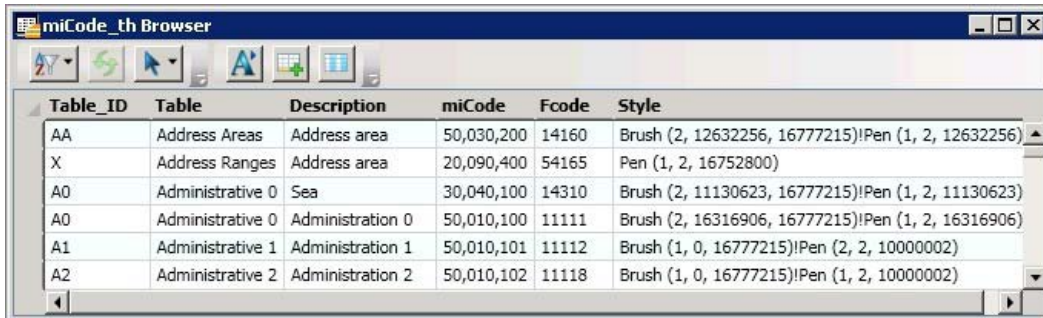 miCode_th Browser
Table_ID Table Description miCode Fcode Style
AA Address Areas Address area 50,030,200 14160 Brush (2, 12632256, 16777215)!Pen (1, 2, 12632256)
X Address Ranges Address area 20,090,400 54165 Pen (1, 2, 16752800)
A0 Administrative 0 Sea 30,040,100 14310 Brush (2, 11130623, 16777215)!Pen (1, 2, 11130623)
A0 Administrative 0 Administration 0 50,010,100 11111 Brush (2, 16316906, 16777215)!Pen (1, 2, 16316906)
A1 Administrative 1 Administration 1 50,010,101 11112 Brush (1, 0, 16777215)!Pen (2, 2, 10000002)
A2 Administrative 2 Administration 2 50,010,102 11118 Brush (1, 0, 16777215)!Pen (1, 2, 10000002)